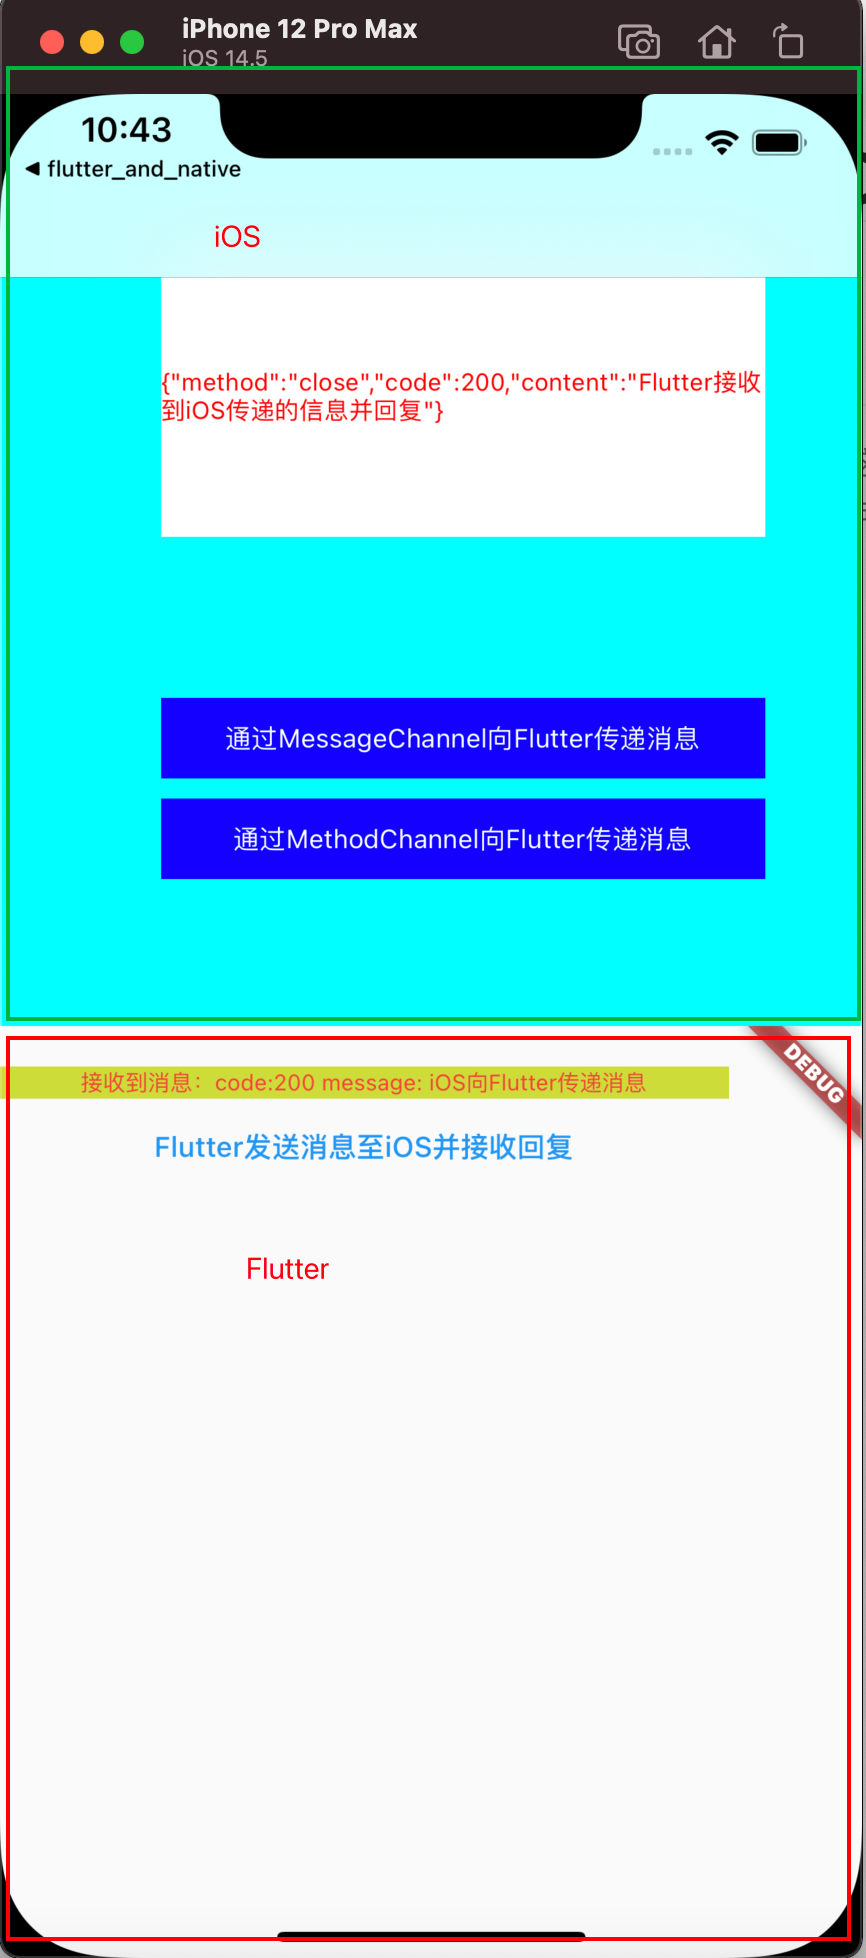 iPhone 12 Pro Max
iOS 14.5
10:43
◀ flutter_and_native
iOS
{"method":"close","code":200,"content":"Flutter接收
到iOS传递的信息并回复"}
通过MessageChannel向Flutter传递消息
通过MethodChannel向Flutter传递消息
DEBUG
接收到消息：code:200 message: iOS向Flutter传递消息
Flutter发送消息至iOS并接收回复
Flutter